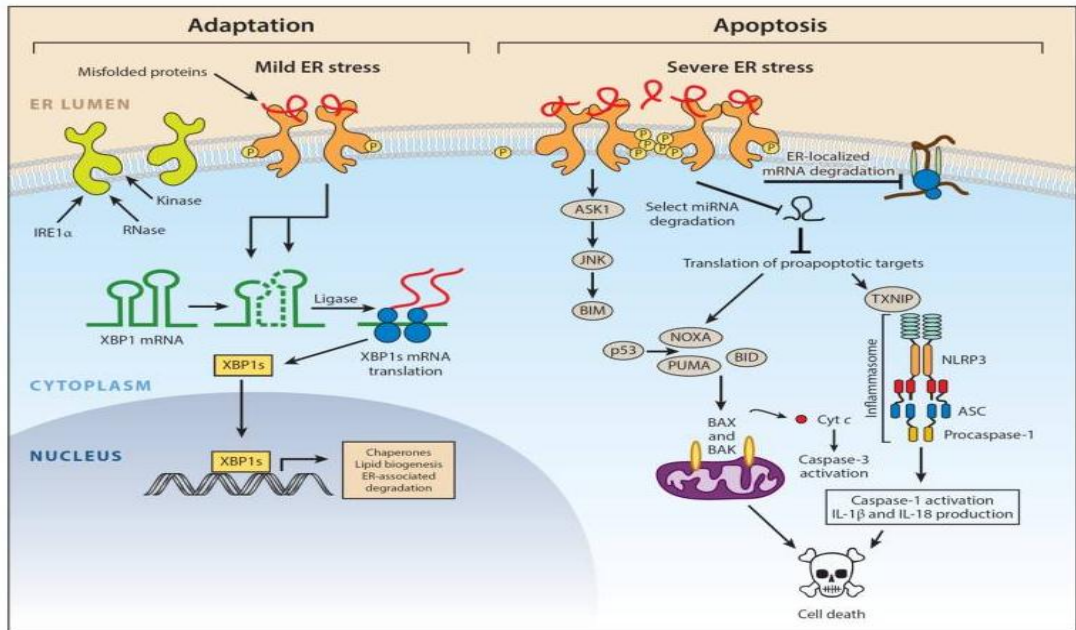 Adaptation
Apoptosis
Misfolded proteins
Mild ER stress
Severe ER stress
ER LUMEN
P
P
P
P
P
P
P
P
P
P
Kinase
IRE1α
RNase
ER-localized
mRNA degradation
ASK1
Select miRNA
degradation
JNK
Translation of proapoptotic targets
BIM
TXNIP
XBP1 mRNA
Ligase
XBP1s mRNA
translation
XBP1s
NOXA
p53
PUMA
BID
Inflammasome
NLRP3
ASC
Procaspase-1
CYTOPLASM
BAX
and
BAK
Cyt c
Caspase-3
activation
NUCLEUS
XBP1s
Chaperones
Lipid biogenesis
ER-associated
degradation
Caspase-1 activation
IL-1β and IL-18 production
Cell death